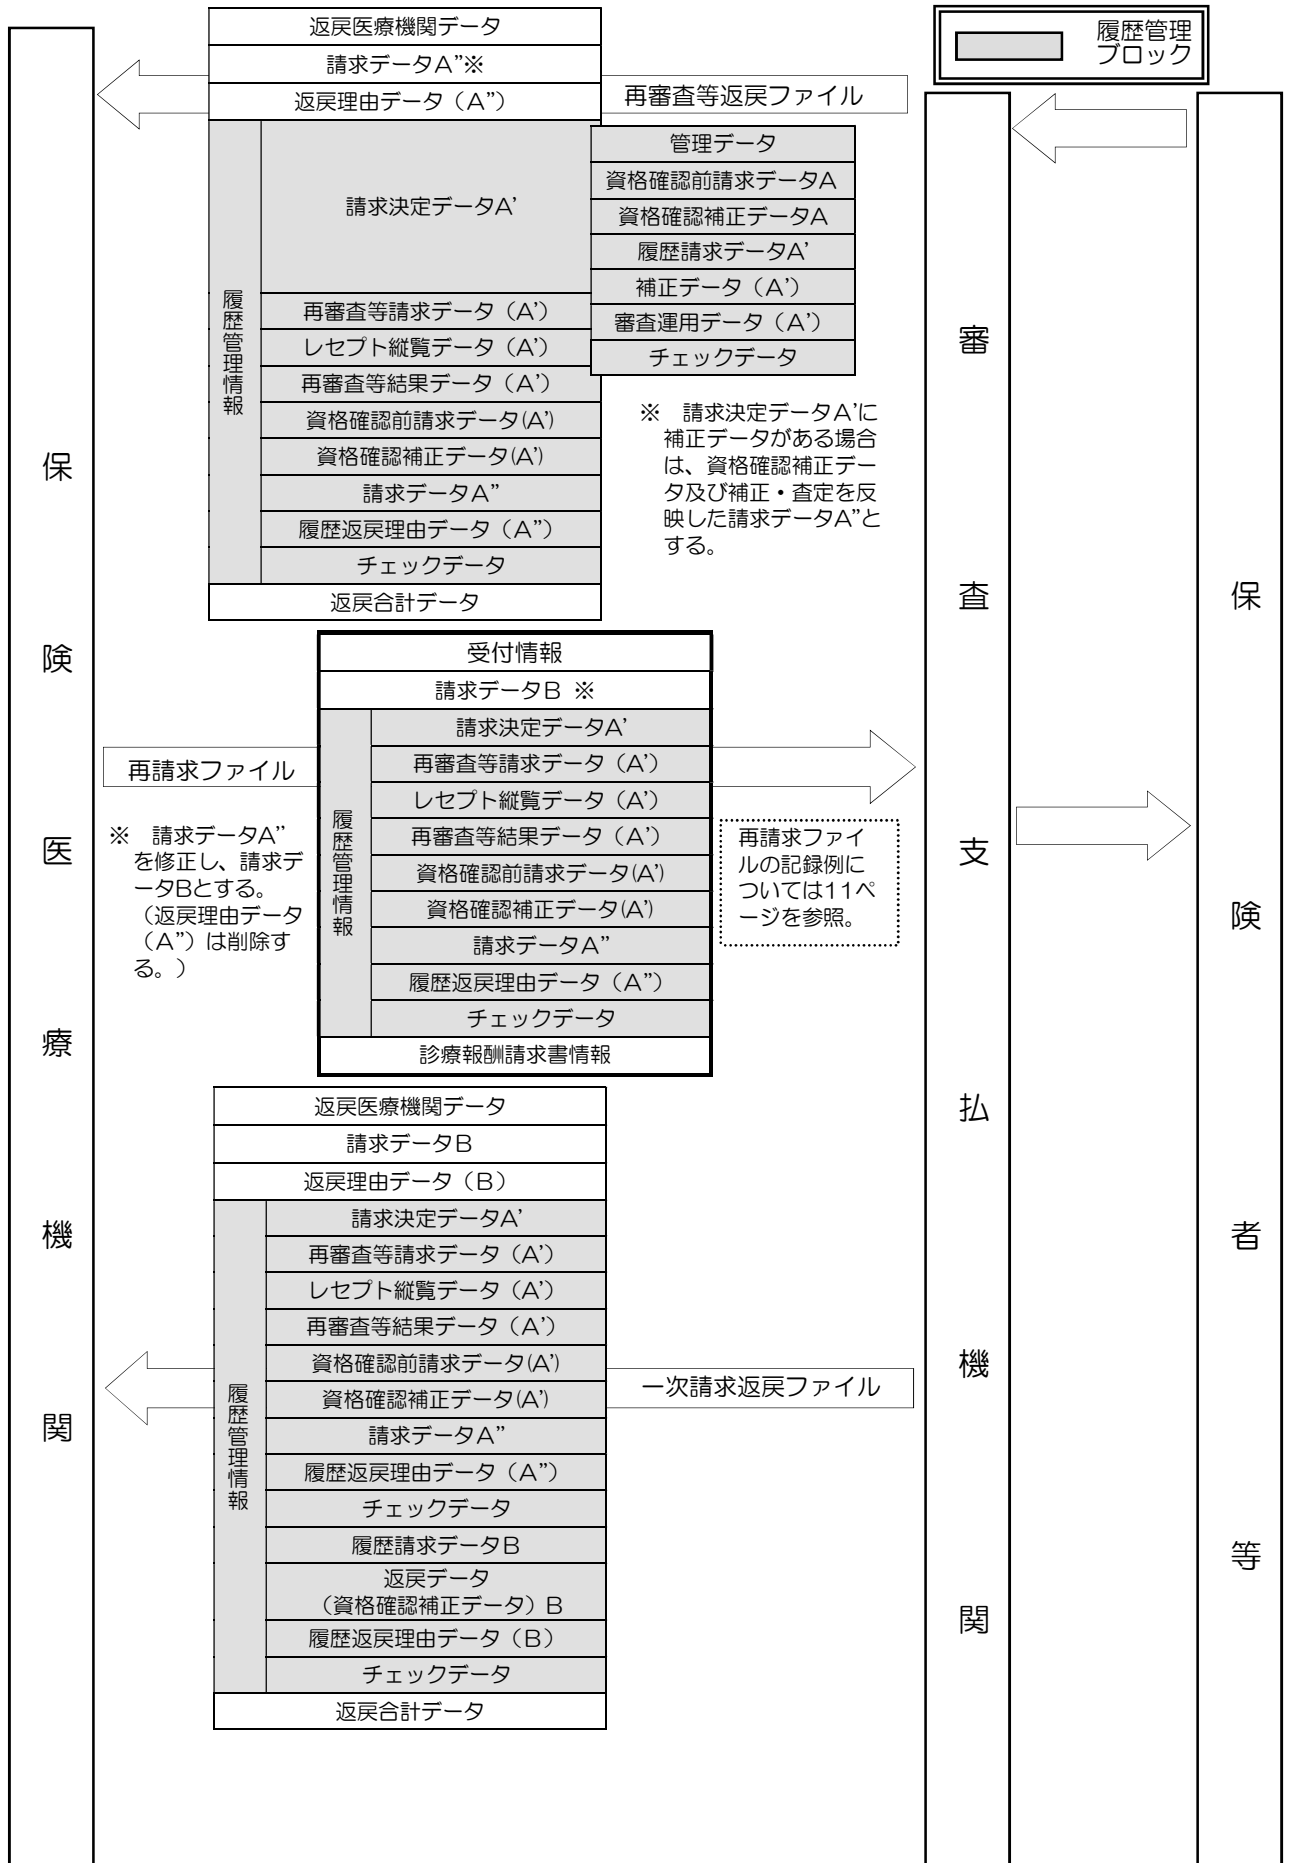 履歴管理
ブロック
保険医療機関
審査支払機関
保険者等
返戻医療機関データ
請求データA”※
返戻理由データ（A”）
再審査等返戻ファイル
履歴管理情報
請求決定データA’
管理データ
資格確認前請求データA
資格確認補正データA
履歴請求データA’
補正データ（A’）
審査運用データ（A’）
チェックデータ
再審査等請求データ（A’）
レセプト縦覧データ（A’）
再審査等結果データ（A’）
資格確認前請求データ(A’)
資格確認補正データ(A’)
請求データA”
履歴返戻理由データ（A”）
チェックデータ
返戻合計データ
※　請求決定データA’に
補正データがある場合
は、資格確認補正デー
タ及び補正・査定を反
映した請求データA”と
する。
受付情報
請求データB ※
再請求ファイル
履歴管理情報
請求決定データA’
再審査等請求データ（A’）
レセプト縦覧データ（A’）
再審査等結果データ（A’）
資格確認前請求データ(A’)
資格確認補正データ(A’)
請求データA”
履歴返戻理由データ（A”）
チェックデータ
診療報酬請求書情報
※　請求データA”
を修正し、請求デ
ータBとする。
（返戻理由データ
（A”）は削除す
る。）
再請求ファイ
ルの記録例に
ついては11ペ
ージを参照。
返戻医療機関データ
請求データB
返戻理由データ（B）
履歴管理情報
請求決定データA’
再審査等請求データ（A’）
レセプト縦覧データ（A’）
再審査等結果データ（A’）
資格確認前請求データ(A’)
資格確認補正データ(A’)
一次請求返戻ファイル
請求データA”
履歴返戻理由データ（A”）
チェックデータ
履歴請求データB
返戻データ
（資格確認補正データ）B
履歴返戻理由データ（B）
チェックデータ
返戻合計データ